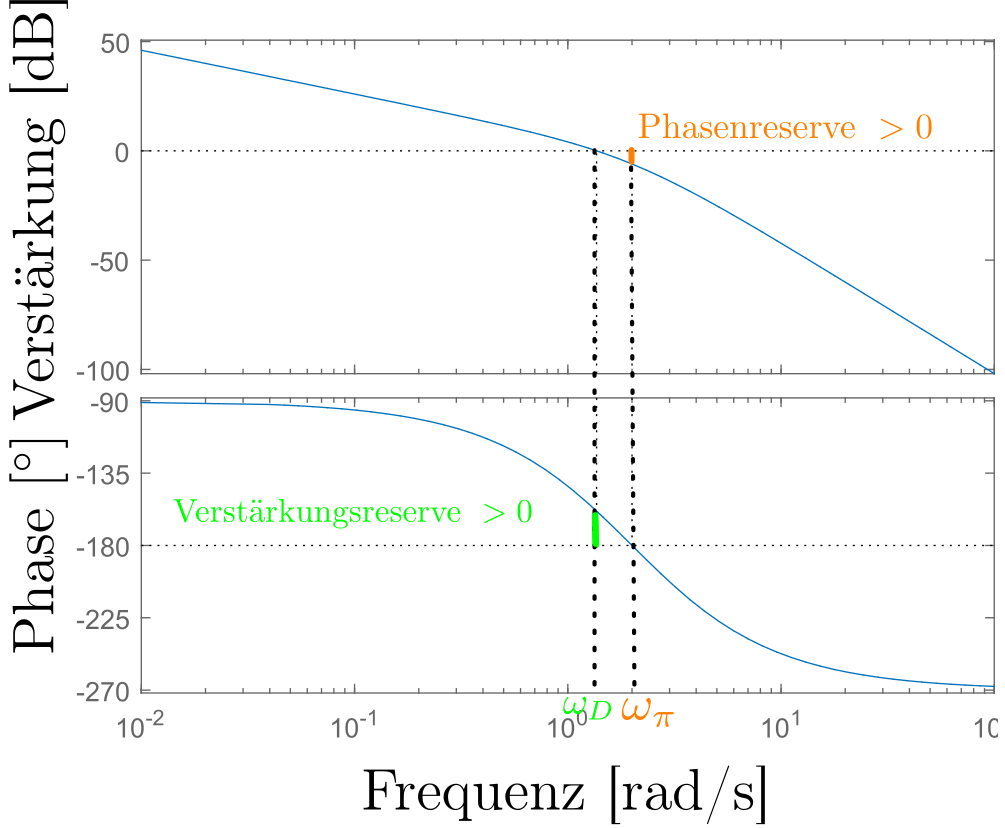 Verstärkung [dB]
50
0
-50
-100
Phasenreserve > 0
Phase [°]
-90
-135
-180
-225
-270
Verstärkungsreserve > 0
10^-2
10^-1
10^0
10^1
10
ω_D
ω_π
Frequenz [rad/s]